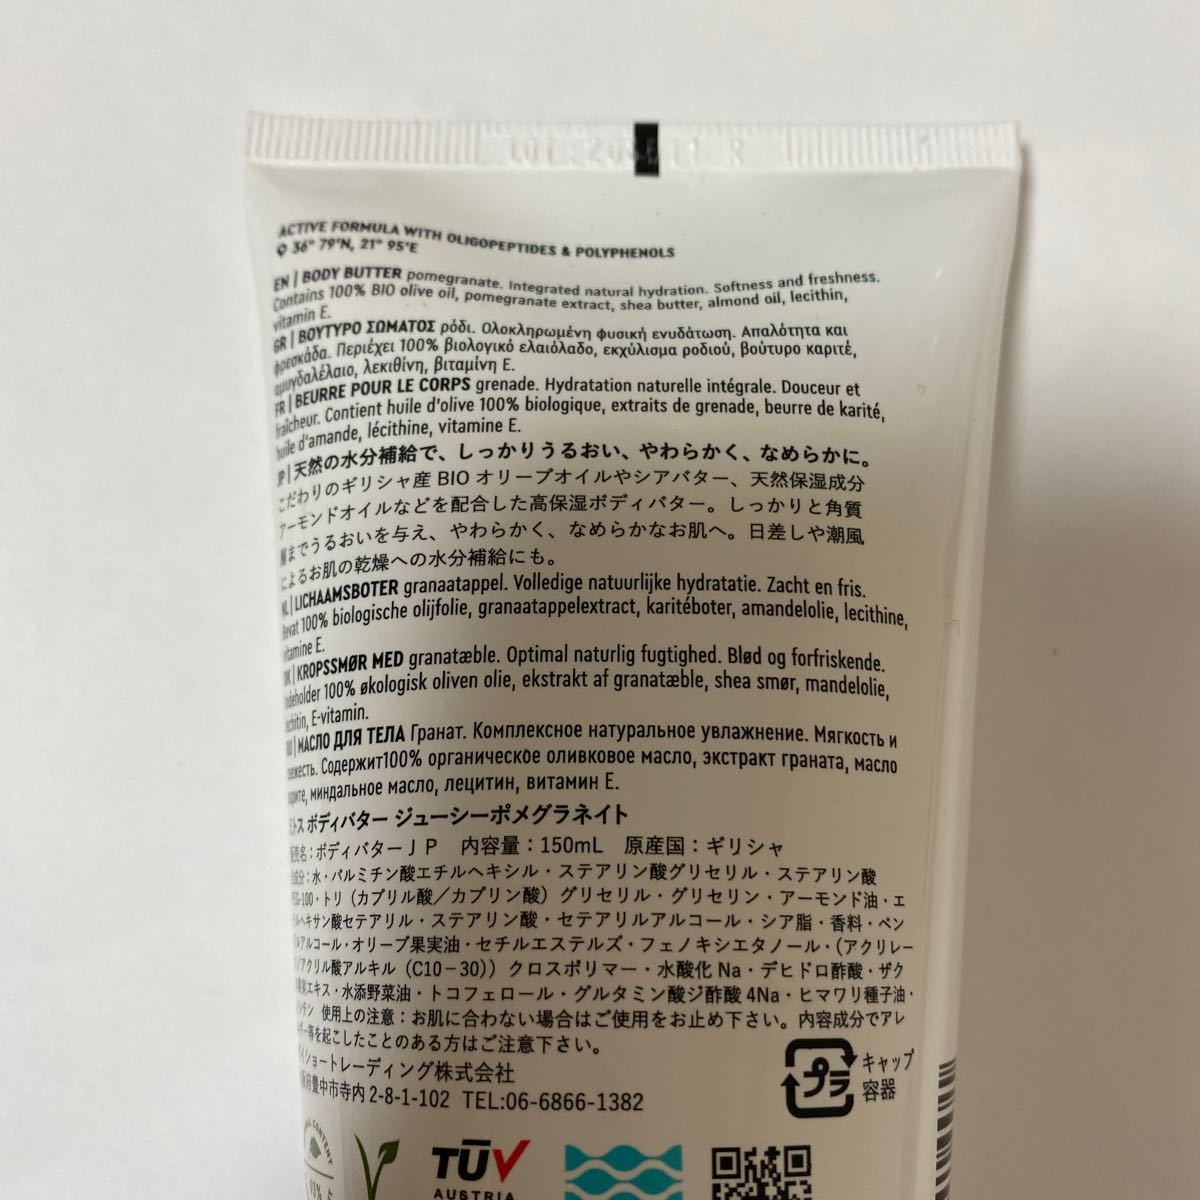 ACTIVE FORMULA WITH OLIGOPEPTIDES & POLYPHENOLS
36° 79'N, 21° 95'E
EN | BODY BUTTER pomegranate. Integrated natural hydration. Softness and freshness.
Contains 100% BIO olive oil, pomegranate extract, shea butter, almond oil, lecithin,
vitamin E.
GR | ΒΟΥΤΥΡΟ ΣΩΜΑΤΟΣ ρόδι. Ολοκληρωμένη φυσική ενυδάτωση. Απαλότητα και
φρεσκάδα. Περιέχει 100% βιολογικό ελαιόλαδο, εκχύλισμα ροδιού, βούτυρο καριτέ,
αμυγδαλέλαιο, λεκιθίνη, βιταμίνη Ε.
FR | BEURRE POUR LE CORPS grenade. Hydratation naturelle intégrale. Douceur et
fraîcheur. Contient huile d'olive 100% biologique, extraits de grenade, beurre de karité,
huile d'amande, lécithine, vitamine E.
JP | 天然の水分補給で、しっかりうるおい、やわらかく、なめらかに。
こだわりのギリシャ産 BIO オリーブオイルやシアバター、天然保湿成分
アーモンドオイルなどを配合した高保湿ボディバター。しっかりと角質
層までうるおいを与え、やわらかく、なめらかなお肌へ。日差しや潮風
によるお肌の乾燥への水分補給にも。
NL | LICHAAMSBOTER granaatappel. Volledige natuurlijke hydratatie. Zacht en fris.
Bevat 100% biologische olijfolie, granaatappelextract, karitéboter, amandelolie, lecithine,
vitamine E.
DK | KROPSSMØR MED granatæble. Optimal naturlig fugtighed. Blød og forfriskende.
Indeholder 100% økologisk oliven olie, ekstrakt af granatæble, shea smør, mandelolie,
lechitin, E-vitamin.
RU | МАСЛО ДЛЯ ТЕЛА Гранат. Комплексное натуральное увлажнение. Мягкость и
свежесть. Содержит100% органическое оливковое масло, экстракт граната, масло
карите, миндальное масло, лецитин, витамин Е.
ミトス ボディバター ジューシーポメグラネイト
販売名：ボディバターＪＰ 内容量：150mL 原産国：ギリシャ
全成分：水・パルミチン酸エチルヘキシル・ステアリン酸グリセリル・ステアリン酸
PEG-100・トリ（カプリル酸／カプリン酸）グリセリル・グリセリン・アーモンド油・エ
チルヘキサン酸セテアリル・ステアリン酸・セテアリルアルコール・シア脂・香料・ベン
ジルアルコール・オリーブ果実油・セチルエステルズ・フェノキシエタノール・（アクリレー
ツ/アクリル酸アルキル（C10－30））クロスポリマー・水酸化 Na・デヒドロ酢酸・ザク
ロ果実エキス・水添野菜油・トコフェロール・グルタミン酸ジ酢酸 4Na・ヒマワリ種子油・
レシチン 使用上の注意：お肌に合わない場合はご使用をお止め下さい。内容成分でアレ
ルギー等を起こしたことのある方はご注意下さい。
イショートレーディング株式会社
大阪府豊中市寺内 2-8-1-102 TEL:06-6866-1382
プラ
キャップ
容器
CONTENT
93%
TÜV
AUSTRIA